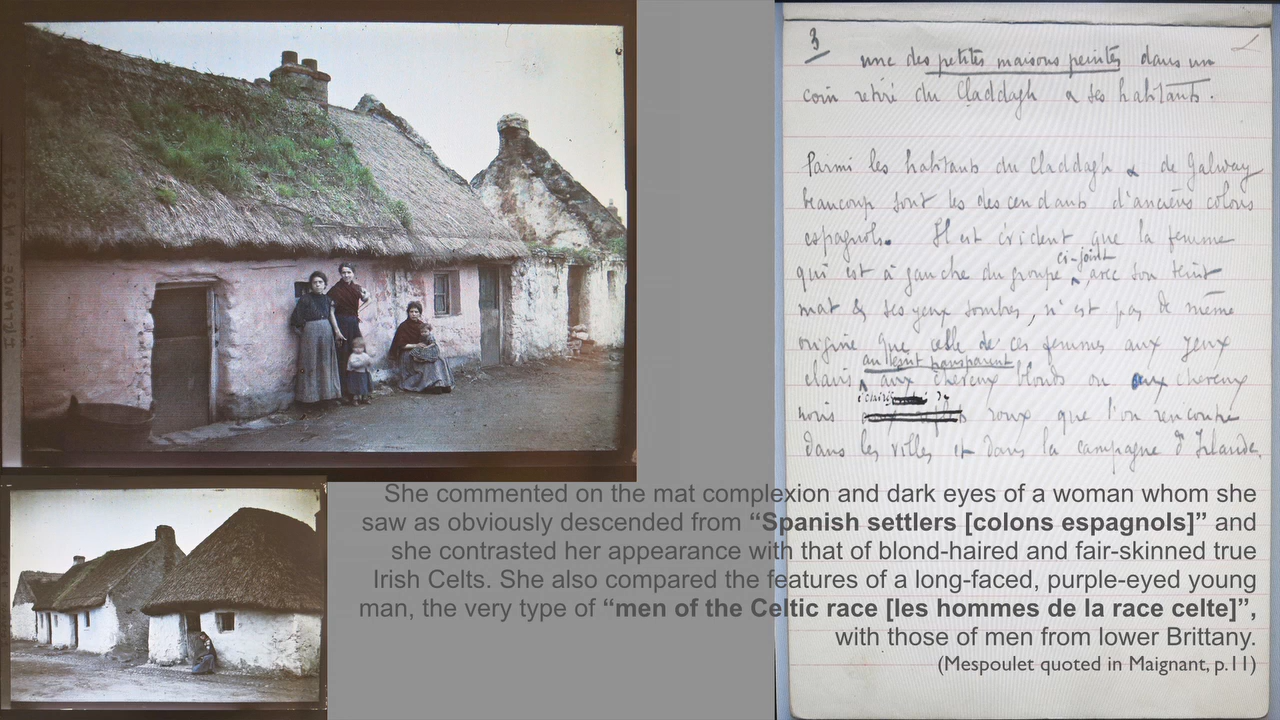 IRLANDE. A
3
une des petites maisons peintes dans un
coin retiré du Claddagh & ses habitants.
Parmi les habitants du Claddagh & de Galway
beaucoup sont les descendants d'anciens colons
espagnols. Il est évident que la femme
ci-joint
qui est à gauche du groupe ^, avec son teint
mat & ses yeux sombres, n'est pas de même
origine que celle de ces femmes aux yeux
au teint transparent
clairs ^ aux cheveux blonds ou aux cheveux
noirs roux que l'on rencontre
dans les villes et dans la campagne d'Irlande.
She commented on the mat complexion and dark eyes of a woman whom she
saw as obviously descended from “Spanish settlers [colons espagnols]” and
she contrasted her appearance with that of blond-haired and fair-skinned true
Irish Celts. She also compared the features of a long-faced, purple-eyed young
man, the very type of “men of the Celtic race [les hommes de la race celte]”,
with those of men from lower Brittany.
(Mespoulet quoted in Maignant, p.11)